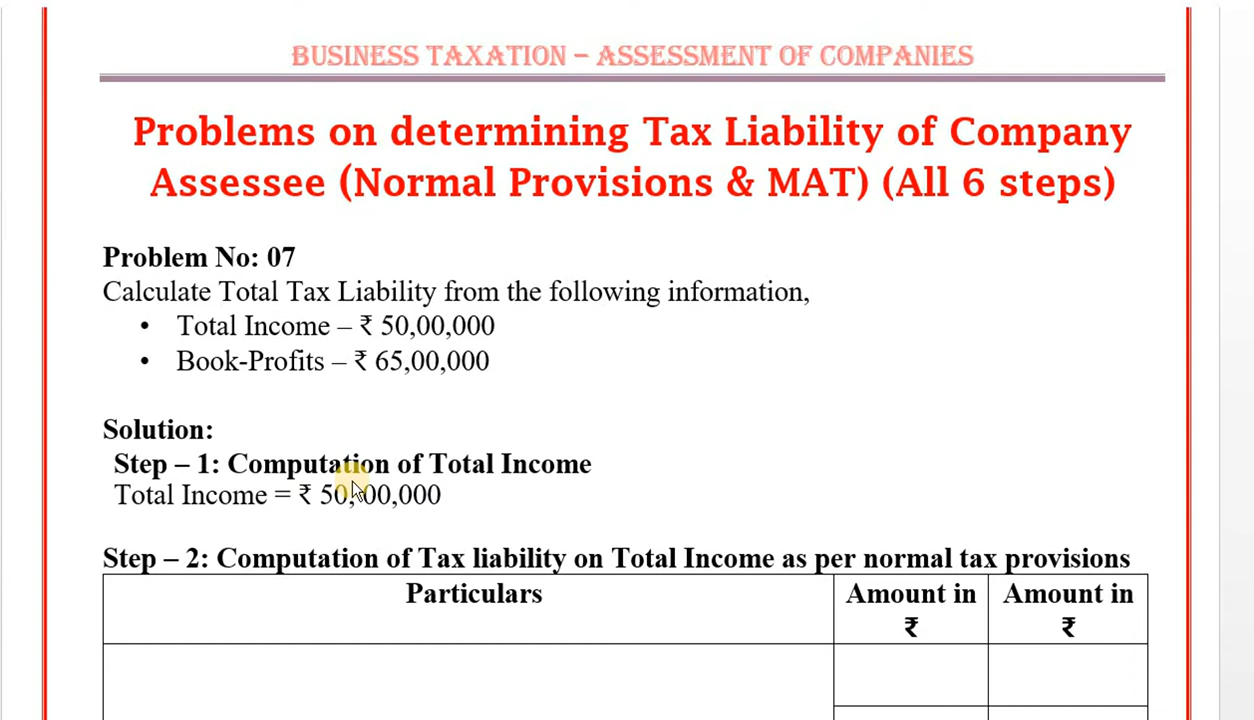 BUSINESS TAXATION – ASSESSMENT OF COMPANIES
Problems on determining Tax Liability of Company
Assessee (Normal Provisions & MAT) (All 6 steps)
Problem No: 07
Calculate Total Tax Liability from the following information,
• Total Income – ₹ 50,00,000
• Book-Profits – ₹ 65,00,000
Solution:
Step – 1: Computation of Total Income
Total Income = ₹ 50,00,000
Step – 2: Computation of Tax liability on Total Income as per normal tax provisions
Particulars Amount in Amount in
₹ ₹